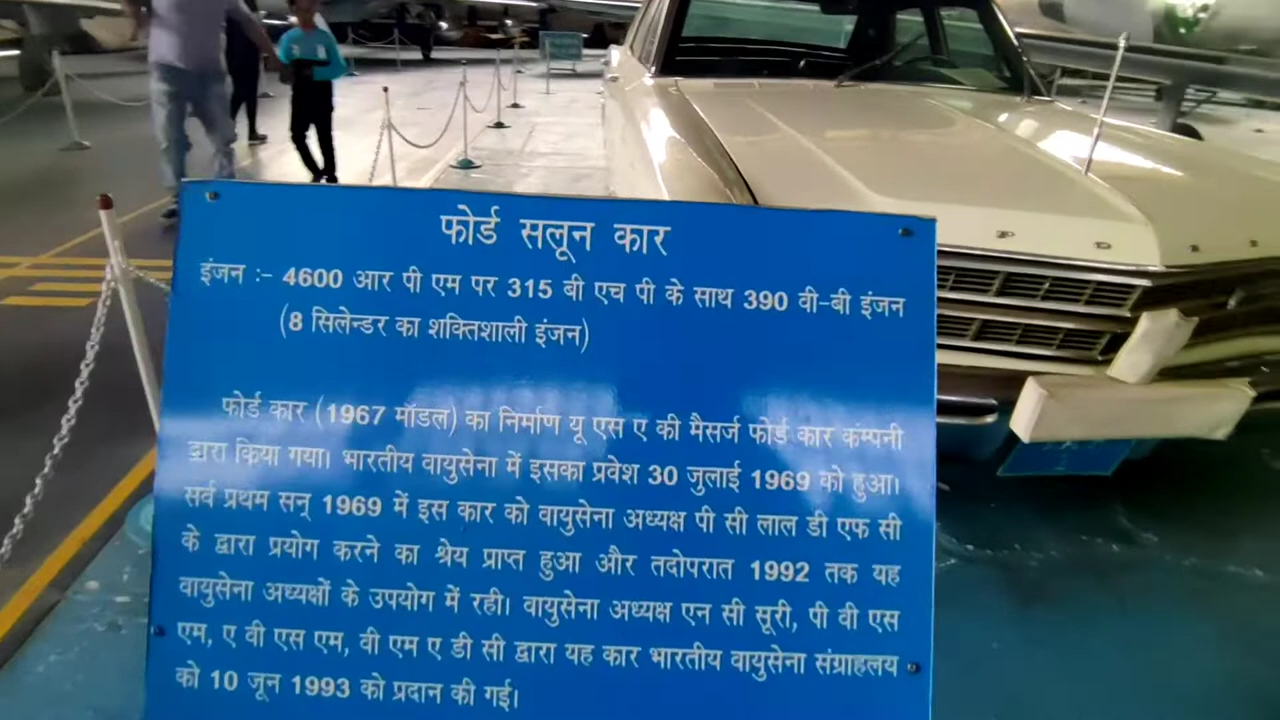 फोर्ड सलून कार
इंजन :- 4600 आर पी एम पर 315 बी एच पी के साथ 390 वी-बी इंजन
(8 सिलेन्डर का शक्तिशाली इंजन)
फोर्ड कार (1967 मॉडल) का निर्माण यू एस ए की मैसर्ज फोर्ड कार कम्पनी
द्वारा किया गया। भारतीय वायुसेना में इसका प्रवेश 30 जुलाई 1969 को हुआ।
सर्व प्रथम सन् 1969 में इस कार को वायुसेना अध्यक्ष पी सी लाल डी एफ सी
के द्वारा प्रयोग करने का श्रेय प्राप्त हुआ और तदोपरात 1992 तक यह
वायुसेना अध्यक्षों के उपयोग में रही। वायुसेना अध्यक्ष एन सी सूरी, पी वी एस
एम, ए वी एस एम, वी एम ए डी सी द्वारा यह कार भारतीय वायुसेना संग्राहलय
को 10 जून 1993 को प्रदान की गई।